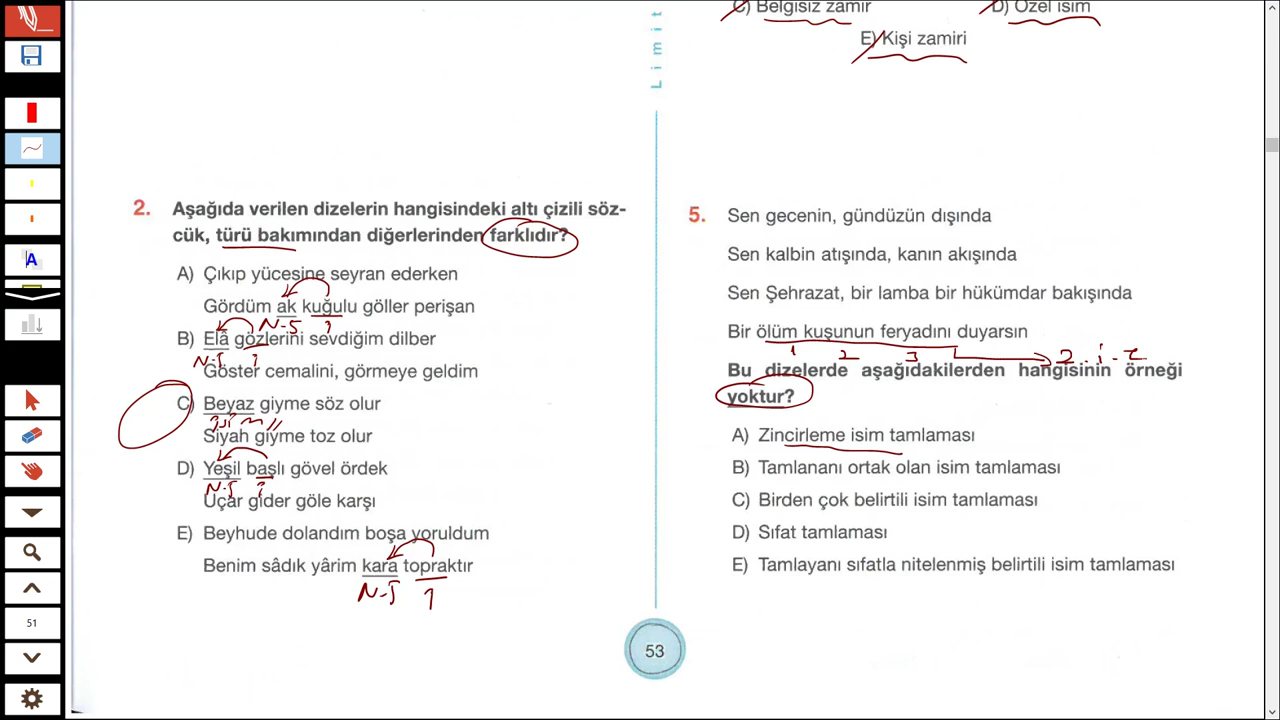 C) Belgisiz zamir
D) Özel isim
E) Kişi zamiri
Limit
2. Aşağıda verilen dizelerin hangisindeki altı çizili söz-
cük, türü bakımından diğerlerinden farklıdır?
A) Çıkıp yücesine seyran ederken
Gördüm ak kuğulu göller perişan
N-S İ
B) Elâ gözlerini sevdiğim dilber
N-S İ
Göster cemalini, görmeye geldim
C) Beyaz giyme söz olur
isim
Siyah giyme toz olur
D) Yeşil başlı gövel ördek
N-S İ
Uçar gider göle karşı
E) Beyhude dolandım boşa yoruldum
Benim sâdık yârim kara topraktır
N-S İ
5. Sen gecenin, gündüzün dışında
Sen kalbin atışında, kanın akışında
Sen Şehrazat, bir lamba bir hükümdar bakışında
Bir ölüm kuşunun feryadını duyarsın
1 2 3 Z.i.t
Bu dizelerde aşağıdakilerden hangisinin örneği
yoktur?
A) Zincirleme isim tamlaması
B) Tamlananı ortak olan isim tamlaması
C) Birden çok belirtili isim tamlaması
D) Sıfat tamlaması
E) Tamlayanı sıfatla nitelenmiş belirtili isim tamlaması
53
A
51